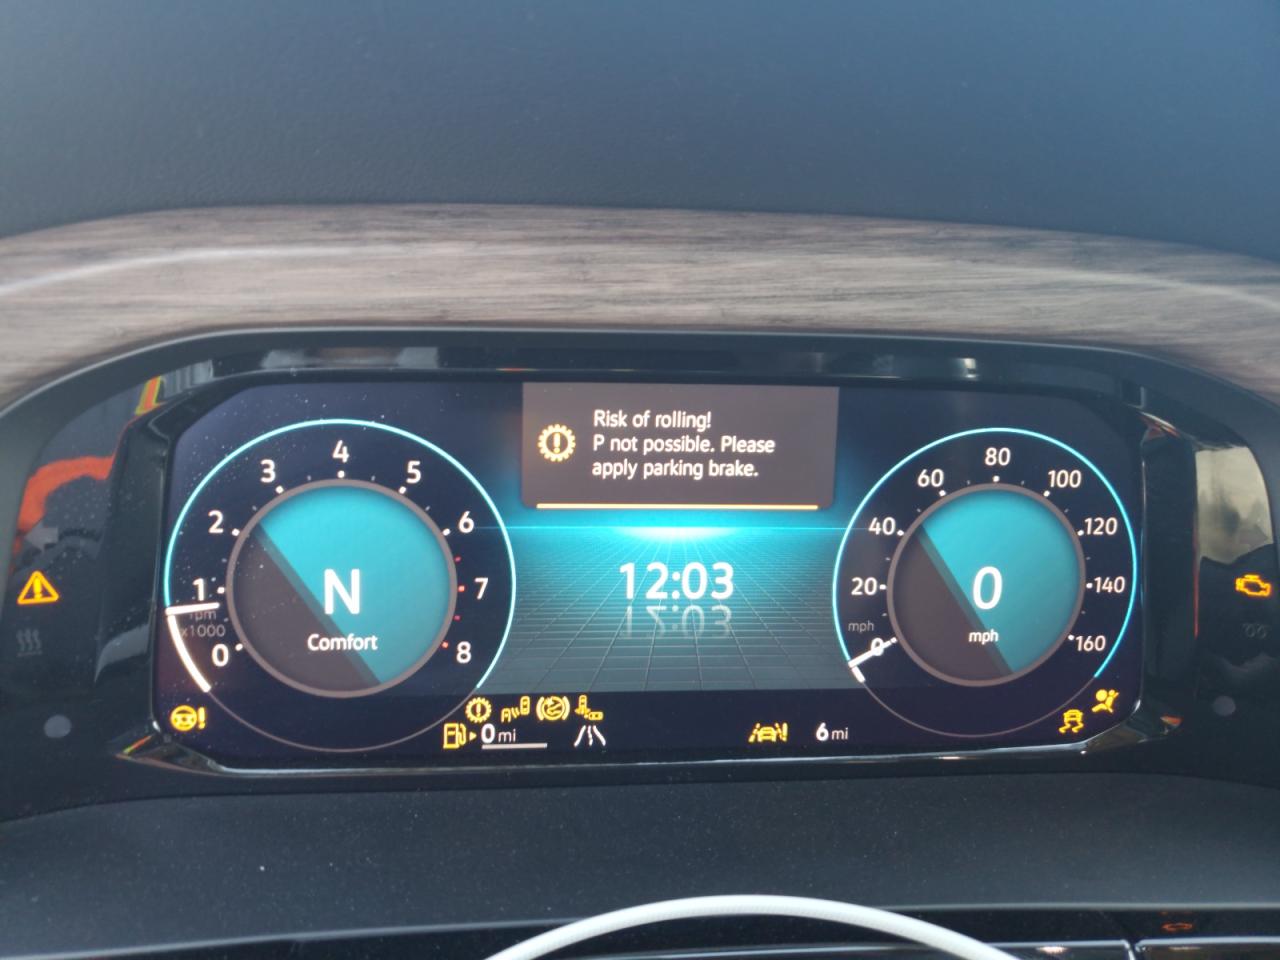 Risk of rolling!
P not possible. Please
apply parking brake.
0
1
2
3
4
5
6
7
8
rpm
x1000
N
Comfort
12:03
0
20
40
60
80
100
120
140
160
mph
0
mph
0 mi
6 mi